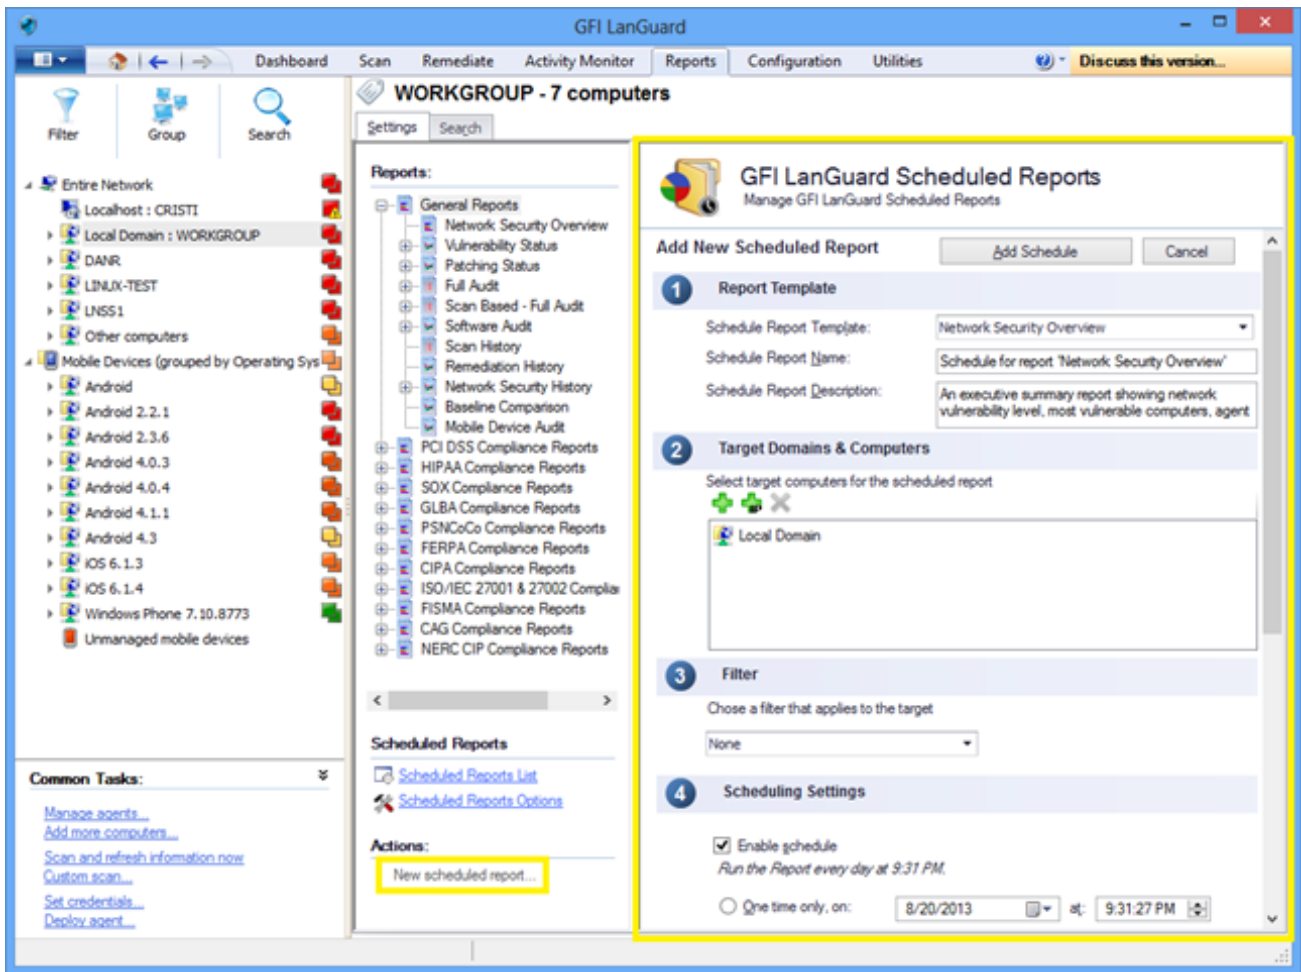 GFI LanGuard
Dashboard Scan Remediate Activity Monitor Reports Configuration Utilities Discuss this version...
Filter
Group
Search
Entire Network
Localhost : CRISTI
Local Domain : WORKGROUP
DANR
LINUX-TEST
LNSS1
Other computers
Mobile Devices (grouped by Operating Sys
Android
Android 2.2.1
Android 2.3.6
Android 4.0.3
Android 4.0.4
Android 4.1.1
Android 4.3
iOS 6.1.3
iOS 6.1.4
Windows Phone 7.10.8773
Unmanaged mobile devices
Common Tasks:
Manage agents...
Add more computers...
Scan and refresh information now
Custom scan...
Set credentials...
Deploy agent...
WORKGROUP - 7 computers
Settings Search
Reports:
General Reports
Network Security Overview
Vulnerability Status
Patching Status
Full Audit
Scan Based - Full Audit
Software Audit
Scan History
Remediation History
Network Security History
Baseline Comparison
Mobile Device Audit
PCI DSS Compliance Reports
HIPAA Compliance Reports
SOX Compliance Reports
GLBA Compliance Reports
PSNCoCo Compliance Reports
FERPA Compliance Reports
CIPA Compliance Reports
ISO/IEC 27001 & 27002 Complian
FISMA Compliance Reports
CAG Compliance Reports
NERC CIP Compliance Reports
Scheduled Reports
Scheduled Reports List
Scheduled Reports Options
Actions:
New scheduled report...
GFI LanGuard Scheduled Reports
Manage GFI LanGuard Scheduled Reports
Add New Scheduled Report Add Schedule Cancel
1 Report Template
Schedule Report Template: Network Security Overview
Schedule Report Name: Schedule for report 'Network Security Overview'
Schedule Report Description: An executive summary report showing network
vulnerability level, most vulnerable computers, agent
2 Target Domains & Computers
Select target computers for the scheduled report
Local Domain
3 Filter
Chose a filter that applies to the target
None
4 Scheduling Settings
Enable schedule
Run the Report every day at 9:31 PM.
One time only, on: 8/20/2013 at: 9:31:27 PM